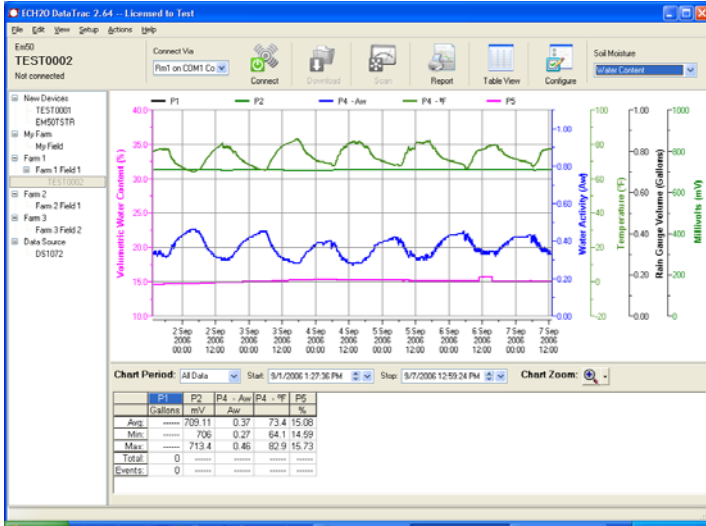 ECH2O DataTrac 2.64 -- Licensed to Test
File Edit View Setup Actions Help
Em50
TEST0002
Not connected
Connect Via
Rm1 on COM1 Co
Connect
Download
Scan
Report
Table View
Configure
Soil Moisture
Water Content
New Devices
TEST0001
EM50TSTR
My Farm
My Field
Farm 1
Farm 1 Field 1
TEST0002
Farm 2
Farm 2 Field 1
Farm 3
Farm 3 Field 2
Data Source
DS1072
P1 P2 P4 - Aw P4 - ºF P5
Volumetric Water Content (%)
40.0
35.0
30.0
25.0
20.0
15.0
10.0
Water Activity (Aw)
1.00
0.80
0.60
0.40
0.20
0.00
Temperature (°F)
100
80
60
40
20
0
-20
Rain Gauge Volume (Gallons)
1.00
0.80
0.60
0.40
0.20
0.00
Millivolts (mV)
1000
800
600
400
200
0
2 Sep 2 Sep 3 Sep 3 Sep 4 Sep 4 Sep 5 Sep 5 Sep 6 Sep 6 Sep 7 Sep 7 Sep
2006 2006 2006 2006 2006 2006 2006 2006 2006 2006 2006 2006
00:00 12:00 00:00 12:00 00:00 12:00 00:00 12:00 00:00 12:00 00:00 12:00
Chart Period: All Data Start: 9/1/2006 1:27:36 PM Stop: 9/7/2006 12:59:24 PM Chart Zoom:
P1 P2 P4 - Aw P4 - ºF P5
Gallons mV Aw %
Avg: ------ 709.11 0.37 73.4 15.08
Min: ------ 706 0.27 64.1 14.59
Max: ------ 713.4 0.46 82.9 15.73
Total: 0 ------ ------ ------ ------
Events: 0 ------ ------ ------ ------